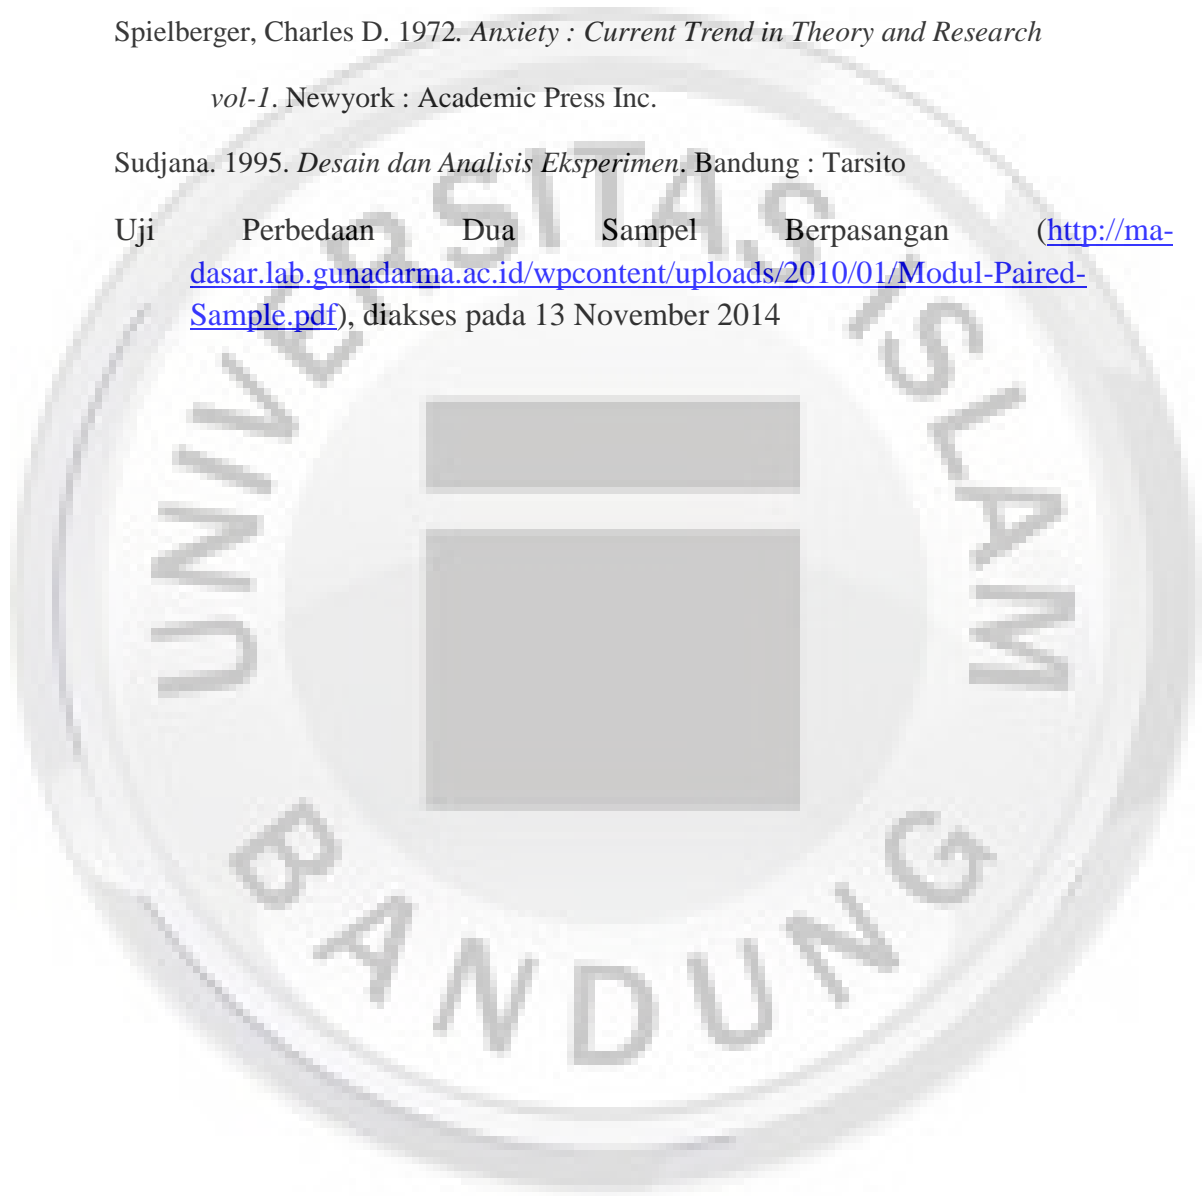 Spielberger, Charles D. 1972. Anxiety : Current Trend in Theory and Research
vol-1. Newyork : Academic Press Inc.
Sudjana. 1995. Desain dan Analisis Eksperimen. Bandung : Tarsito
Uji Perbedaan Dua Sampel Berpasangan (http://ma-
dasar.lab.gunadarma.ac.id/wpcontent/uploads/2010/01/Modul-Paired-
Sample.pdf), diakses pada 13 November 2014
UNIVERSITAS ISLAM
BANDUNG